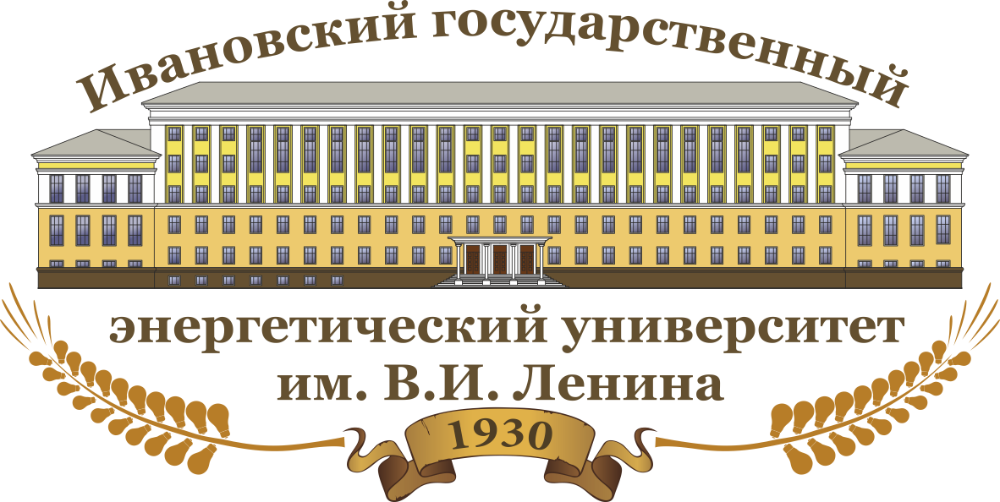 Ивановский государственный
энергетический университет
им. В.И. Ленина
1930